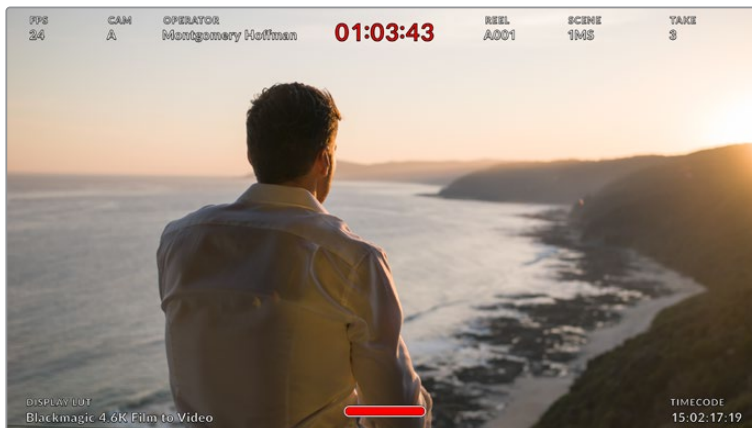 FPS CAM OPERATOR REEL SCENE TAKE
24 A Montgomery Hoffman 01:03:43 A001 1MS 3
DISPLAY LUT TIMECODE
Blackmagic 4.6K Film to Video 15:02:17:19